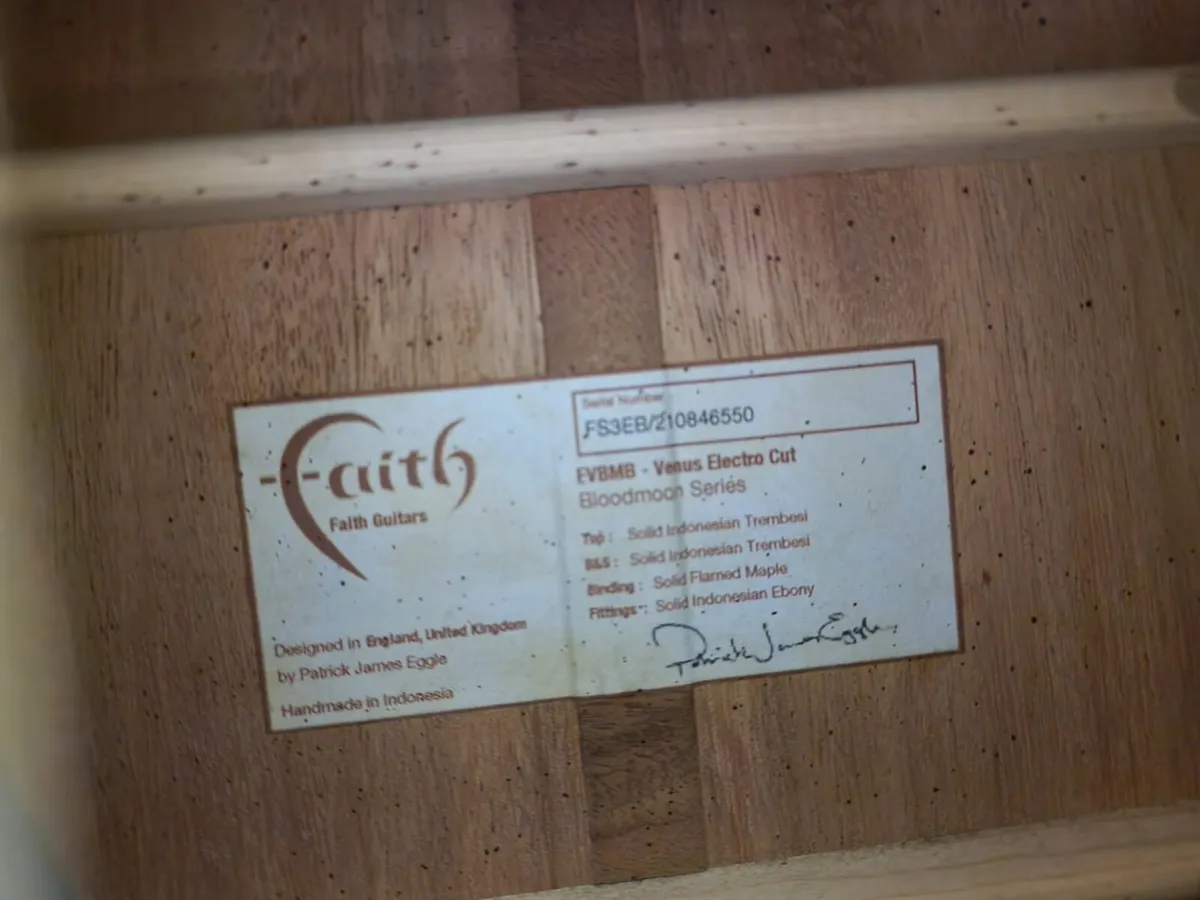 Faith
Faith Guitars
Designed in England, United Kingdom
by Patrick James Eggle
Handmade in Indonesia
Serial Number
FS3EB/210846550
FVBMB - Venus Electro Cut
Bloodmoon Series
Top : Solid Indonesian Trembesi
B&S : Solid Indonesian Trembesi
Binding : Solid Flamed Maple
Fittings : Solid Indonesian Ebony
Patrick James Eggle